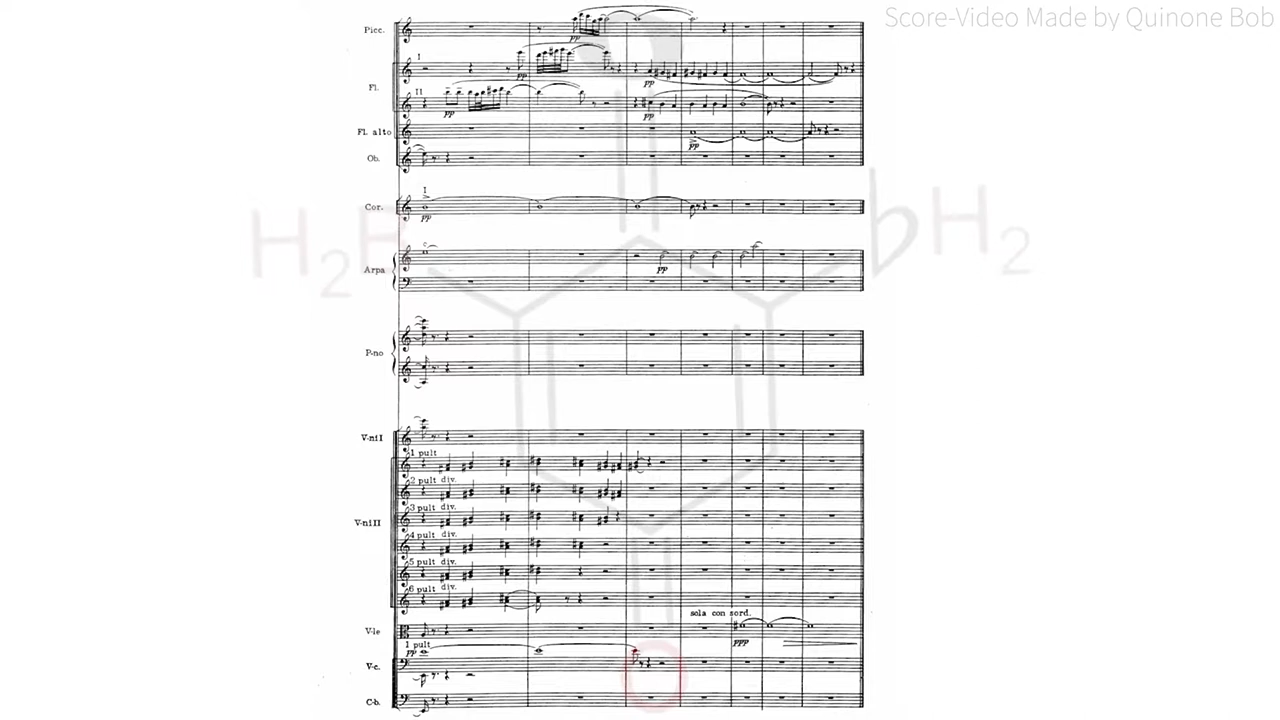 Score-Video Made by Quinone Bob
Picc.
I
Fl.
II
Fl. alto
Ob.
I
Cor.
Arpa
P-no
V-ni I
1 pult
2 pult div.
3 pult div.
V-ni II
4 pult div.
5 pult div.
6 pult div.
sola con sord.
V-le
1 pult
V-c.
C-b.
pp
pp
pp
pp
pp
pp
pp
pp
ppp
pp
H₂
bH₂